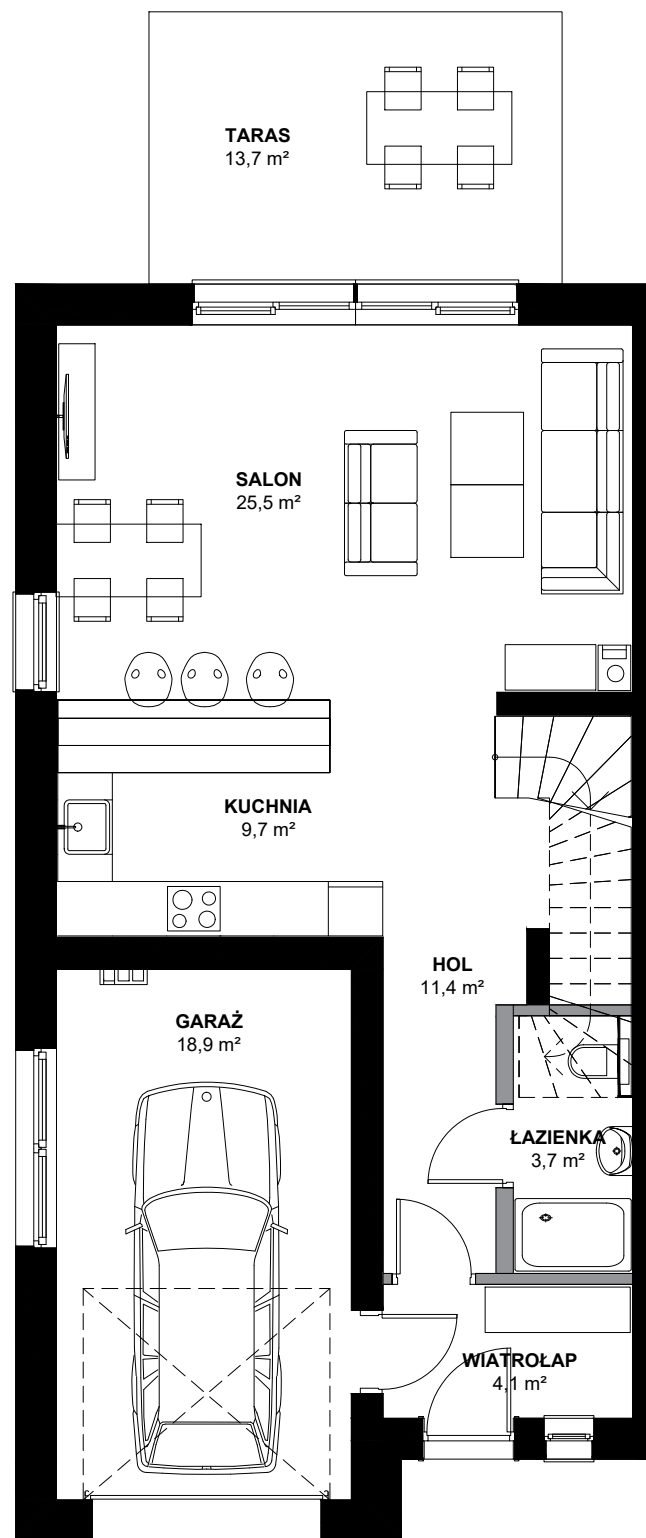 TARAS
13,7 m²
SALON
25,5 m²
KUCHNIA
9,7 m²
HOL
11,4 m²
GARAŻ
18,9 m²
ŁAZIENKA
3,7 m²
WIATROŁAP
4,1 m²